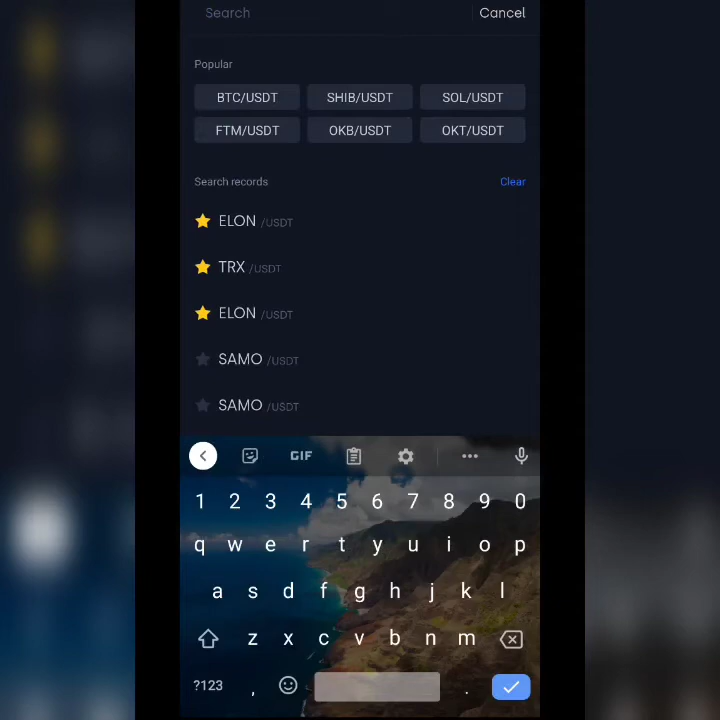 Search Cancel
Popular
BTC/USDT SHIB/USDT SOL/USDT
FTM/USDT OKB/USDT OKT/USDT
Search records Clear
ELON /USDT
TRX /USDT
ELON /USDT
SAMO /USDT
SAMO /USDT
GIF
1 2 3 4 5 6 7 8 9 0
q w e r t y u i o p
a s d f g h j k l
z x c v b n m
?123 , .